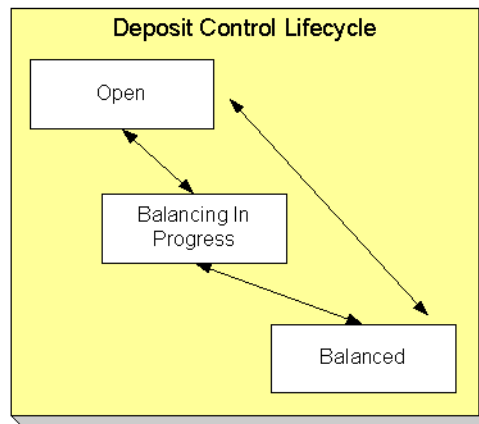 Deposit Control Lifecycle
Open
Balancing In
Progress
Balanced